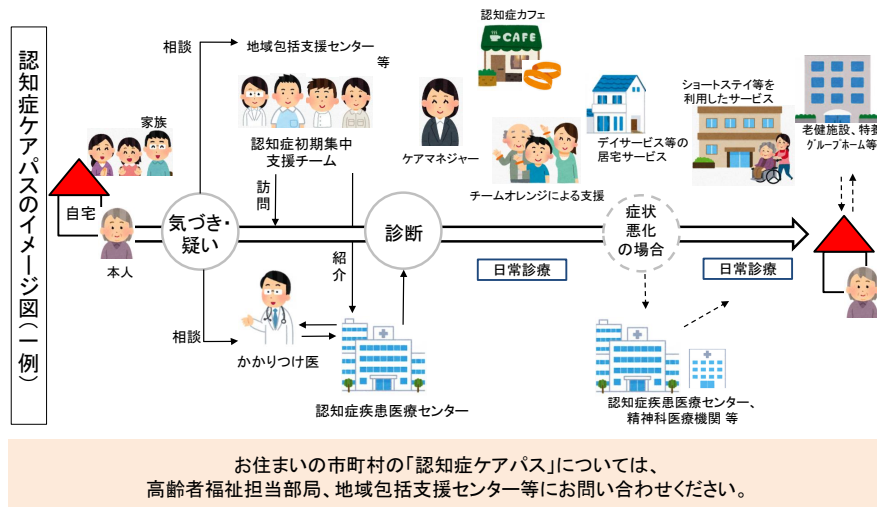 認知症ケアパスのイメージ図(一例)
相談
地域包括支援センター
等
家族
認知症初期集中
支援チーム
ケアマネジャー
認知症カフェ
CAFE
チームオレンジによる支援
デイサービス等の
居宅サービス
ショートステイ等を
利用したサービス
老健施設、特養
グループホーム等
自宅
本人
気づき・
疑い
訪問
診断
症状
悪化
の場合
日常診療
日常診療
紹介
相談
かかりつけ医
認知症疾患医療センター
認知症疾患医療センター、
精神科医療機関 等
お住まいの市町村の「認知症ケアパス」については、
高齢者福祉担当部局、地域包括支援センター等にお問い合わせください。